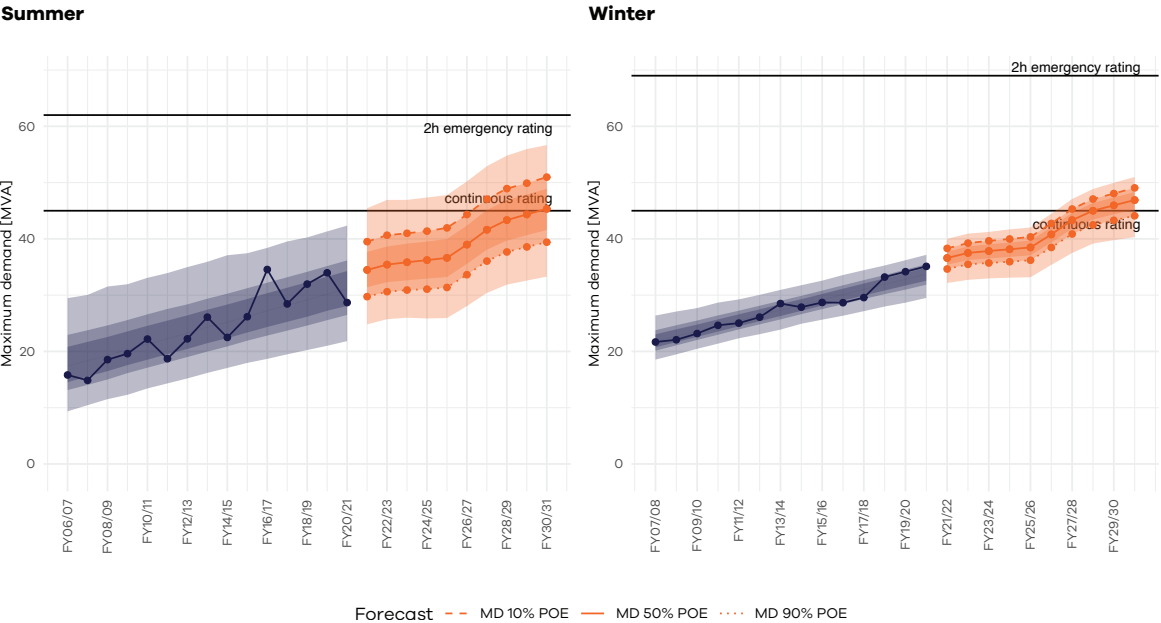 Summer
Winter
Maximum demand [MVA]
60
40
20
0
2h emergency rating
continuous rating
FY06/07
FY08/09
FY10/11
FY12/13
FY14/15
FY16/17
FY18/19
FY20/21
FY22/23
FY24/25
FY26/27
FY28/29
FY30/31
Maximum demand [MVA]
60
40
20
0
2h emergency rating
continuous rating
FY07/08
FY09/10
FY11/12
FY13/14
FY15/16
FY17/18
FY19/20
FY21/22
FY23/24
FY25/26
FY27/28
FY29/30
Forecast MD 10% POE MD 50% POE MD 90% POE